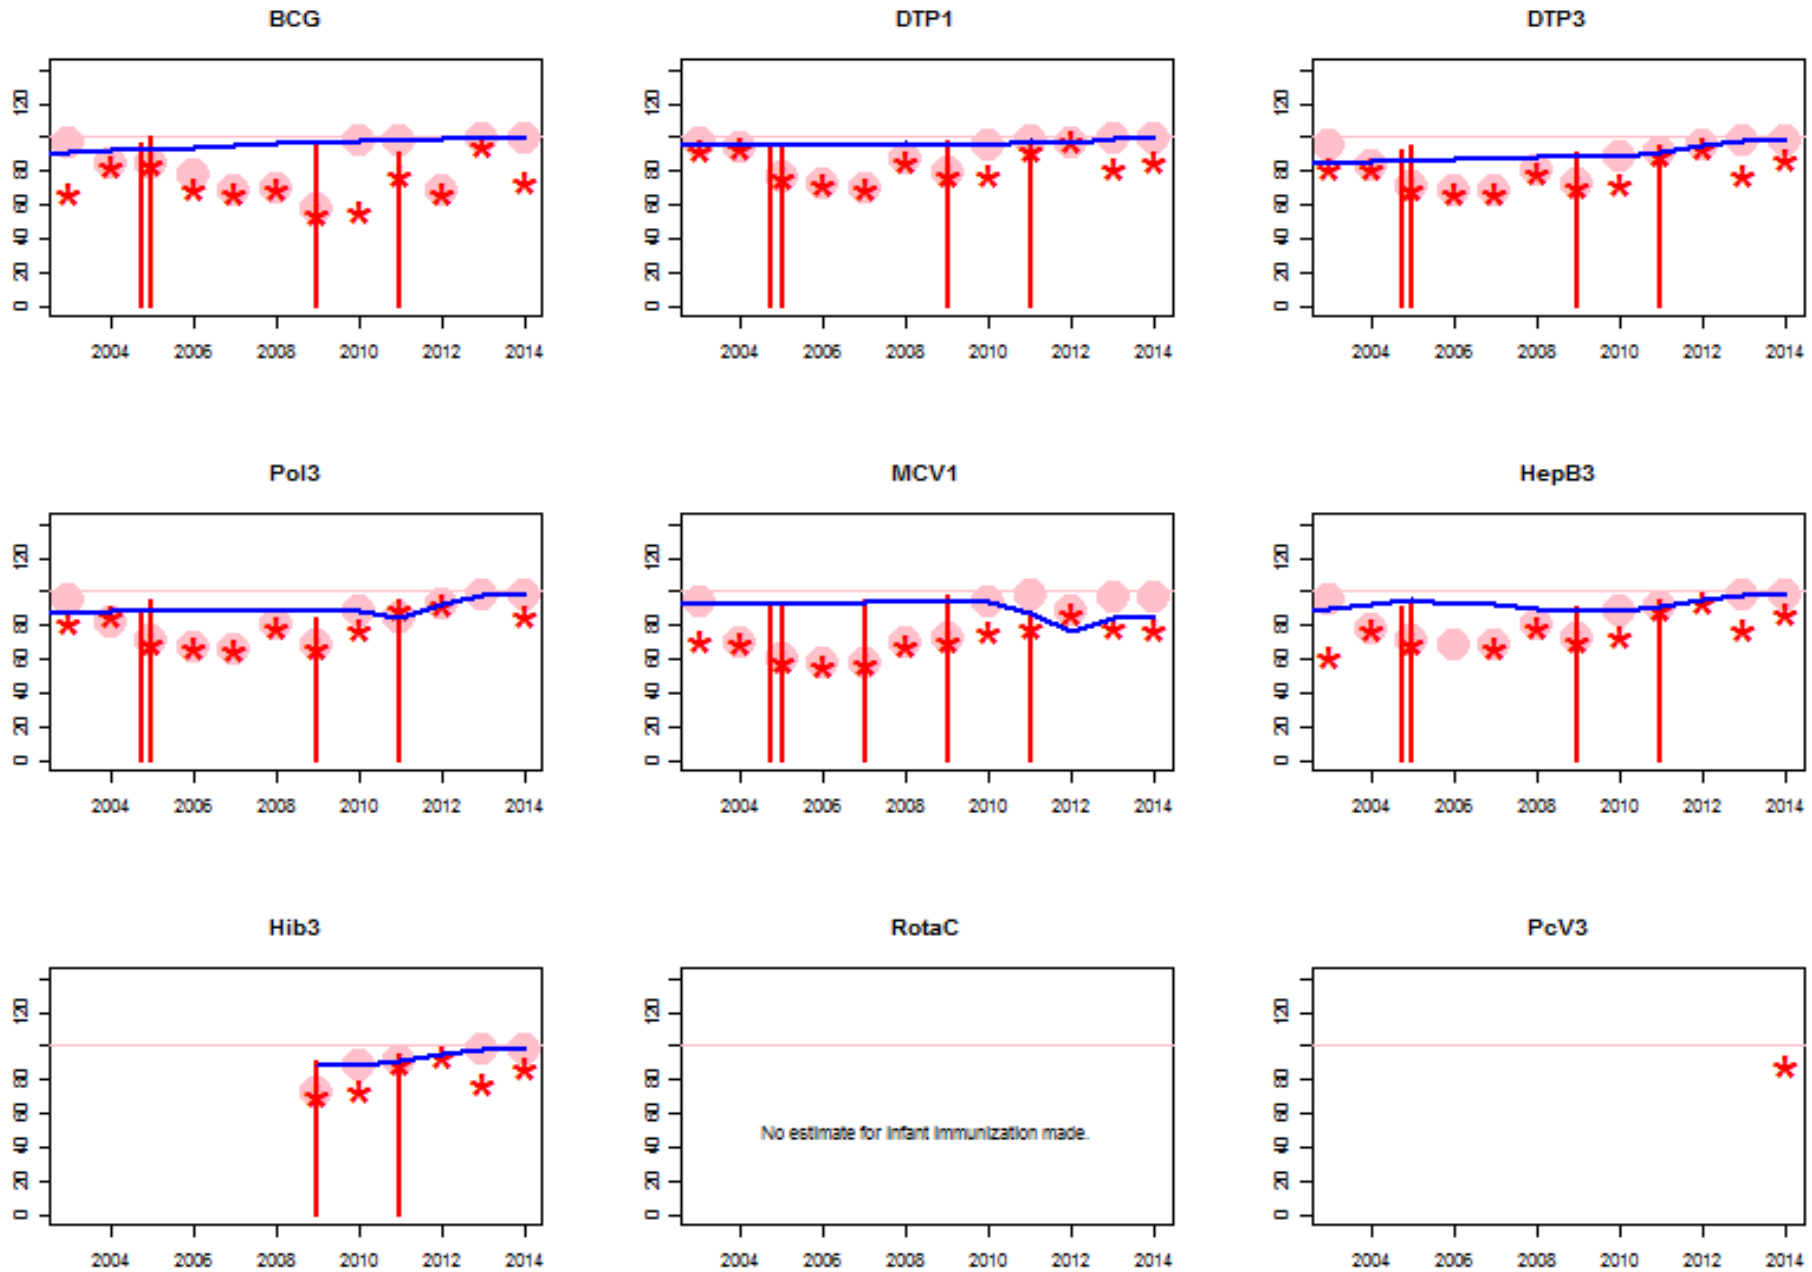 BCG
DTP1
DTP3
0 20 40 60 80 120
0 20 40 60 80 120
0 20 40 60 80 120
2004 2006 2008 2010 2012 2014
2004 2006 2008 2010 2012 2014
2004 2006 2008 2010 2012 2014
Pol3
MCV1
HepB3
0 20 40 60 80 120
0 20 40 60 80 120
0 20 40 60 80 120
2004 2006 2008 2010 2012 2014
2004 2006 2008 2010 2012 2014
2004 2006 2008 2010 2012 2014
Hib3
RotaC
PcV3
0 20 40 60 80 120
0 20 40 60 80 120
0 20 40 60 80 120
No estimate for infant immunization made.
2004 2006 2008 2010 2012 2014
2004 2006 2008 2010 2012 2014
2004 2006 2008 2010 2012 2014